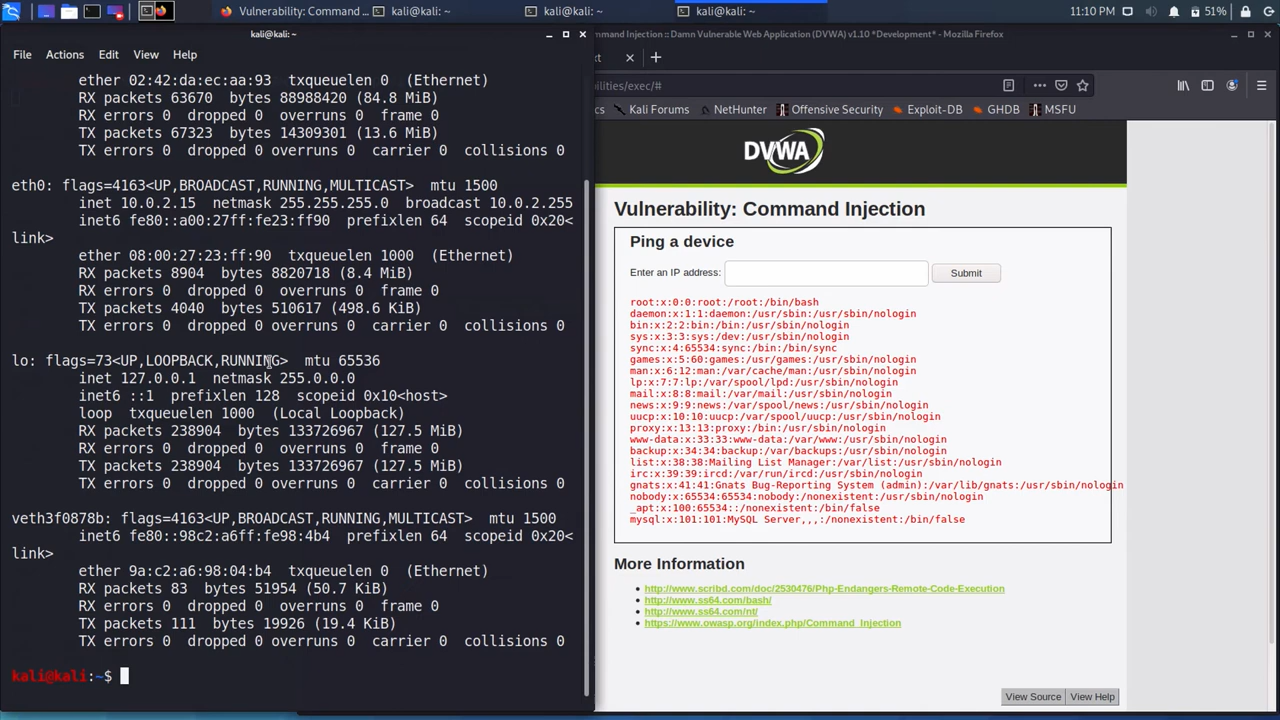 11:10 PM
51%
Vulnerability: Command ...
kali@kali: ~
kali@kali: ~
kali@kali: ~
kali@kali: ~
File Actions Edit View Help
ether 02:42:da:ec:aa:93 txqueuelen 0 (Ethernet)
RX packets 63670 bytes 88988420 (84.8 MiB)
RX errors 0 dropped 0 overruns 0 frame 0
TX packets 67323 bytes 14309301 (13.6 MiB)
TX errors 0 dropped 0 overruns 0 carrier 0 collisions 0
eth0: flags=4163<UP,BROADCAST,RUNNING,MULTICAST> mtu 1500
inet 10.0.2.15 netmask 255.255.255.0 broadcast 10.0.2.255
inet6 fe80::a00:27ff:fe23:ff90 prefixlen 64 scopeid 0x20<
link>
ether 08:00:27:23:ff:90 txqueuelen 1000 (Ethernet)
RX packets 8904 bytes 8820718 (8.4 MiB)
RX errors 0 dropped 0 overruns 0 frame 0
TX packets 4040 bytes 510617 (498.6 KiB)
TX errors 0 dropped 0 overruns 0 carrier 0 collisions 0
lo: flags=73<UP,LOOPBACK,RUNNING> mtu 65536
inet 127.0.0.1 netmask 255.0.0.0
inet6 ::1 prefixlen 128 scopeid 0x10<host>
loop txqueuelen 1000 (Local Loopback)
RX packets 238904 bytes 133726967 (127.5 MiB)
RX errors 0 dropped 0 overruns 0 frame 0
TX packets 238904 bytes 133726967 (127.5 MiB)
TX errors 0 dropped 0 overruns 0 carrier 0 collisions 0
veth3f0878b: flags=4163<UP,BROADCAST,RUNNING,MULTICAST> mtu 1500
inet6 fe80::98c2:a6ff:fe98:4b4 prefixlen 64 scopeid 0x20<
link>
ether 9a:c2:a6:98:04:b4 txqueuelen 0 (Ethernet)
RX packets 83 bytes 51954 (50.7 KiB)
RX errors 0 dropped 0 overruns 0 frame 0
TX packets 111 bytes 19926 (19.4 KiB)
TX errors 0 dropped 0 overruns 0 carrier 0 collisions 0
kali@kali:~$
mmand Injection :: Damn Vulnerable Web Application (DVWA) v1.10 *Development* - Mozilla Firefox
bilities/exec/#
Kali Forums NetHunter Offensive Security Exploit-DB GHDB MSFU
DVWA
Vulnerability: Command Injection
Ping a device
Enter an IP address: Submit
root:x:0:0:root:/root:/bin/bash
daemon:x:1:1:daemon:/usr/sbin:/usr/sbin/nologin
bin:x:2:2:bin:/bin:/usr/sbin/nologin
sys:x:3:3:sys:/dev:/usr/sbin/nologin
sync:x:4:65534:sync:/bin:/bin/sync
games:x:5:60:games:/usr/games:/usr/sbin/nologin
man:x:6:12:man:/var/cache/man:/usr/sbin/nologin
lp:x:7:7:lp:/var/spool/lpd:/usr/sbin/nologin
mail:x:8:8:mail:/var/mail:/usr/sbin/nologin
news:x:9:9:news:/var/spool/news:/usr/sbin/nologin
uucp:x:10:10:uucp:/var/spool/uucp:/usr/sbin/nologin
proxy:x:13:13:proxy:/bin:/usr/sbin/nologin
www-data:x:33:33:www-data:/var/www:/usr/sbin/nologin
backup:x:34:34:backup:/var/backups:/usr/sbin/nologin
list:x:38:38:Mailing List Manager:/var/list:/usr/sbin/nologin
irc:x:39:39:ircd:/var/run/ircd:/usr/sbin/nologin
gnats:x:41:41:Gnats Bug-Reporting System (admin):/var/lib/gnats:/usr/sbin/nologin
nobody:x:65534:65534:nobody:/nonexistent:/usr/sbin/nologin
_apt:x:100:65534::/nonexistent:/bin/false
mysql:x:101:101:MySQL Server,,,:/nonexistent:/bin/false
More Information
http://www.scribd.com/doc/2530476/Php-Endangers-Remote-Code-Execution
http://www.ss64.com/bash/
http://www.ss64.com/nt/
https://www.owasp.org/index.php/Command_Injection
View Source View Help